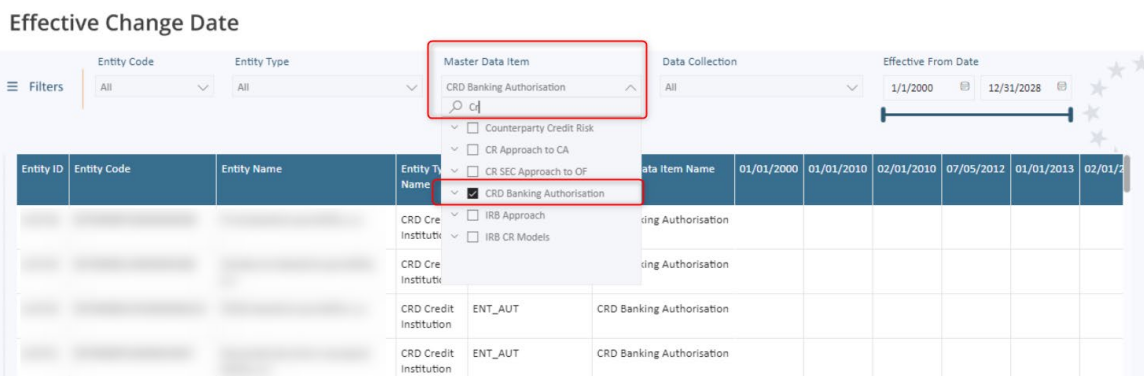 Effective Change Date
Filters
Entity Code
All
Entity Type
All
Master Data Item
CRD Banking Authorisation
Cr
Counterparty Credit Risk
CR Approach to CA
CR SEC Approach to OF
CRD Banking Authorisation
IRB Approach
IRB CR Models
Data Collection
All
Effective From Date
1/1/2000 12/31/2028
Entity ID Entity Code Entity Name Entity Ty ata Item Name 01/01/2000 01/01/2010 02/01/2010 07/05/2012 01/01/2013 02/01/2
Name
CRD Cre king Authorisation
Institutio
CRD Cre king Authorisation
Institutio
CRD Credit ENT_AUT CRD Banking Authorisation
Institution
CRD Credit ENT_AUT CRD Banking Authorisation
Institution